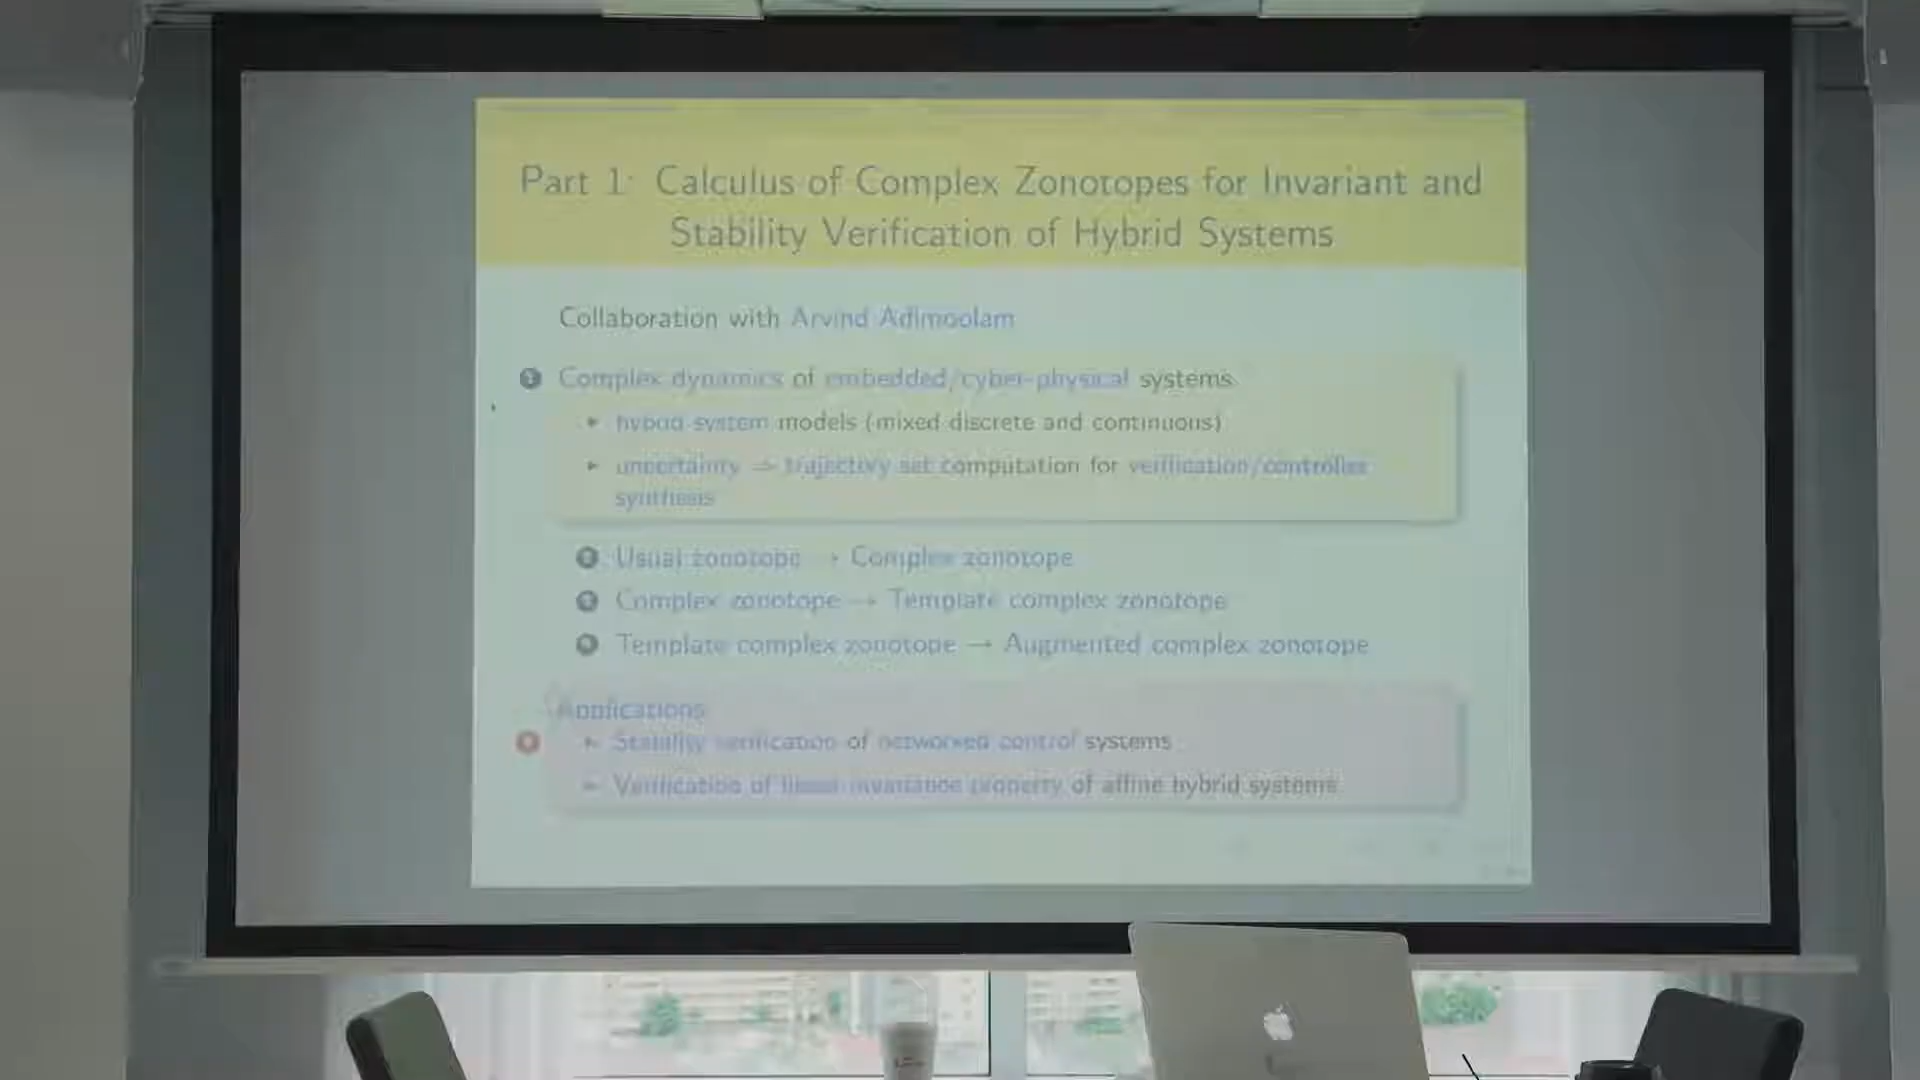 Part 1: Calculus of Complex Zonotopes for Invariant and
Stability Verification of Hybrid Systems
Collaboration with Arvind Adimoolam
Complex dynamics of embedded/cyber-physical systems
hybrid system models (mixed discrete and continuous)
uncertainty → trajectory set computation for verification/controller
synthesis
Usual zonotope → Complex zonotope
Complex zonotope → Template complex zonotope
Template complex zonotope → Augmented complex zonotope
Applications
Stability verification of networked control systems
Verification of linear invariance property of affine hybrid systems